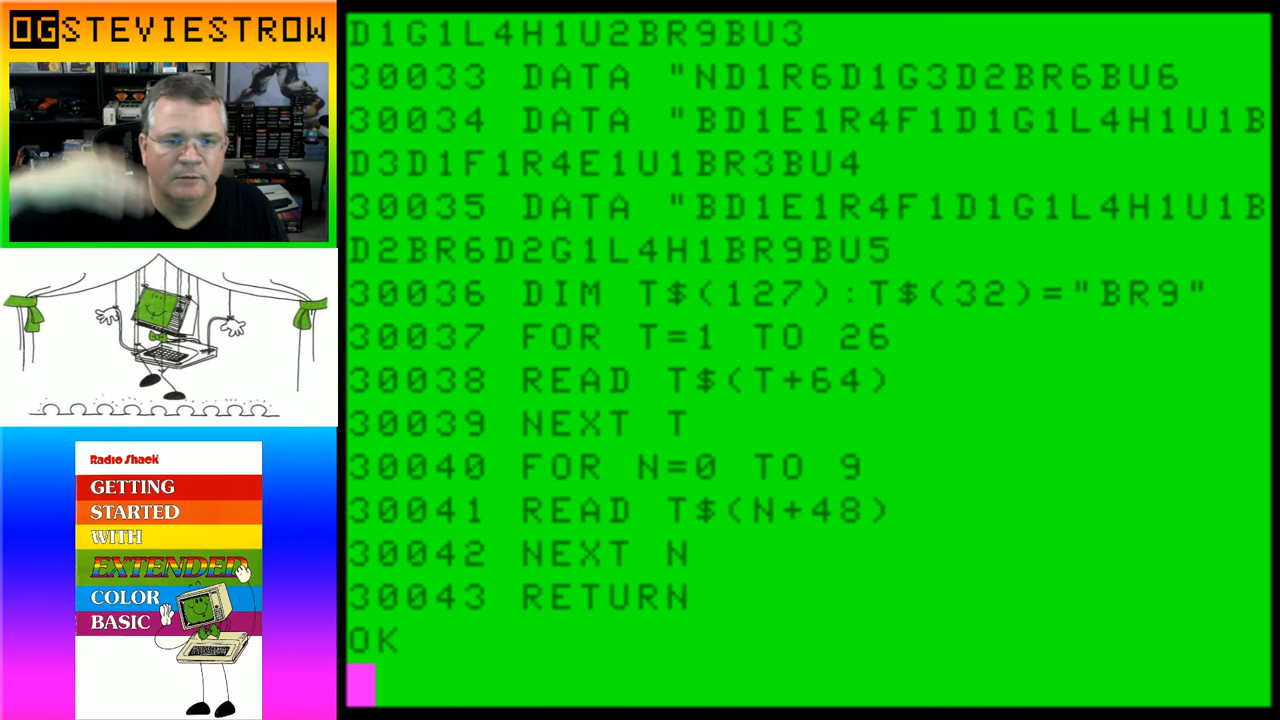 OGSTEVIESTROW
D1G1L4H1U2BR9BU3
30033 DATA "ND1R6D1G3D2BR6BU6
30034 DATA "BD1E1R4F1D1G1L4H1U1B
D3D1F1R4E1U1BR3BU4
30035 DATA "BD1E1R4F1D1G1L4H1U1B
D2BR6D2G1L4H1BR9BU5
30036 DIM T$(127):T$(32)="BR9"
30037 FOR T=1 TO 26
30038 READ T$(T+64)
30039 NEXT T
30040 FOR N=0 TO 9
30041 READ T$(N+48)
30042 NEXT N
30043 RETURN
OK
Radio Shack
GETTING
STARTED
WITH
EXTENDED
COLOR
BASIC